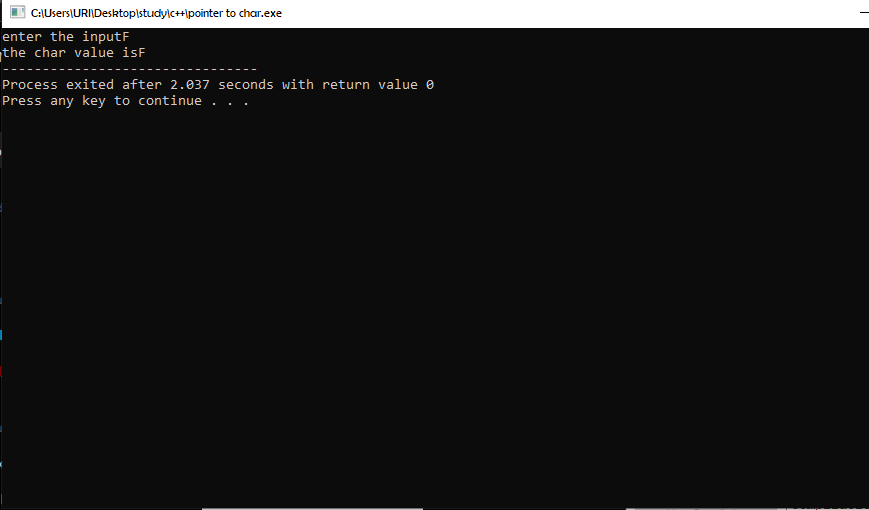 C:\Users\URI\Desktop\study\c++\pointer to char.exe
enter the inputF
the char value isF
--------------------------------
Process exited after 2.037 seconds with return value 0
Press any key to continue . . .